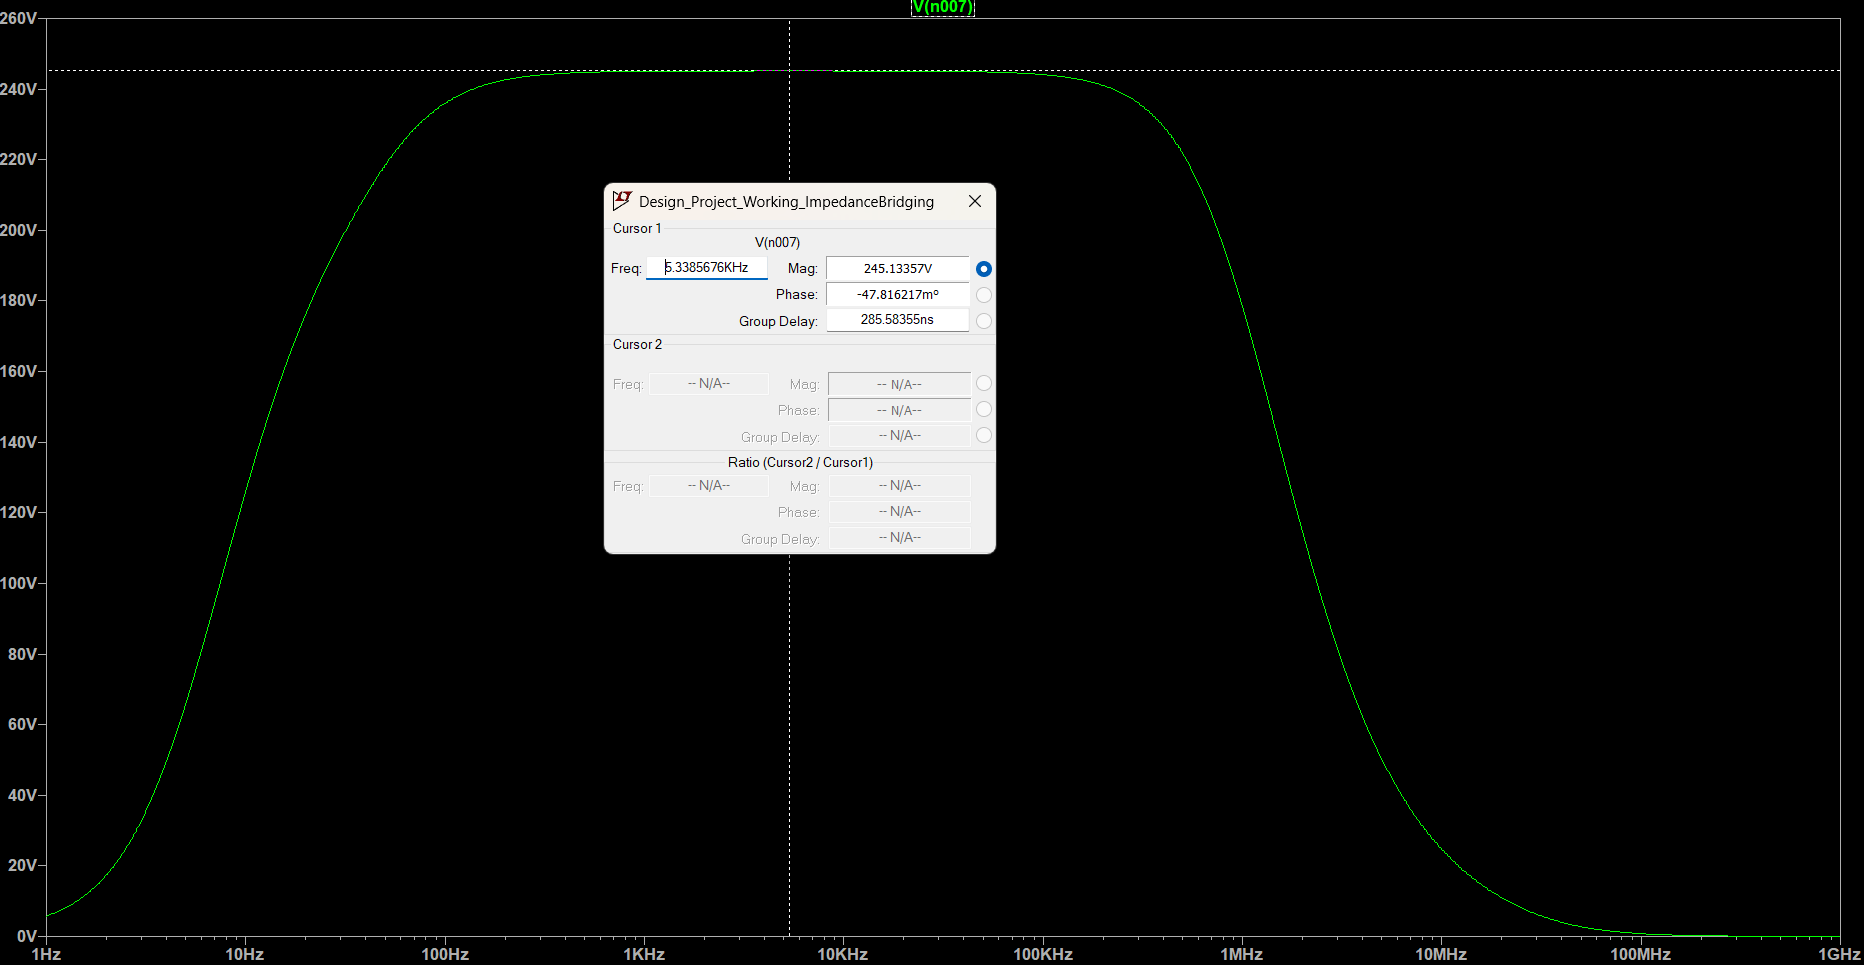 V(n007)
260V
240V
220V
200V
180V
160V
140V
120V
100V
80V
60V
40V
20V
0V
Design_Project_Working_ImpedanceBridging
Cursor 1
V(n007)
Freq: 5.3385676KHz Mag: 245.13357V
Phase: -47.816217m°
Group Delay: 285.58355ns
Cursor 2
Freq: -- N/A-- Mag: -- N/A--
Phase: -- N/A--
Group Delay: -- N/A--
Ratio (Cursor2 / Cursor1)
Freq: -- N/A-- Mag: -- N/A--
Phase: -- N/A--
Group Delay: -- N/A--
1Hz 10Hz 100Hz 1KHz 10KHz 100KHz 1MHz 10MHz 100MHz 1GHz